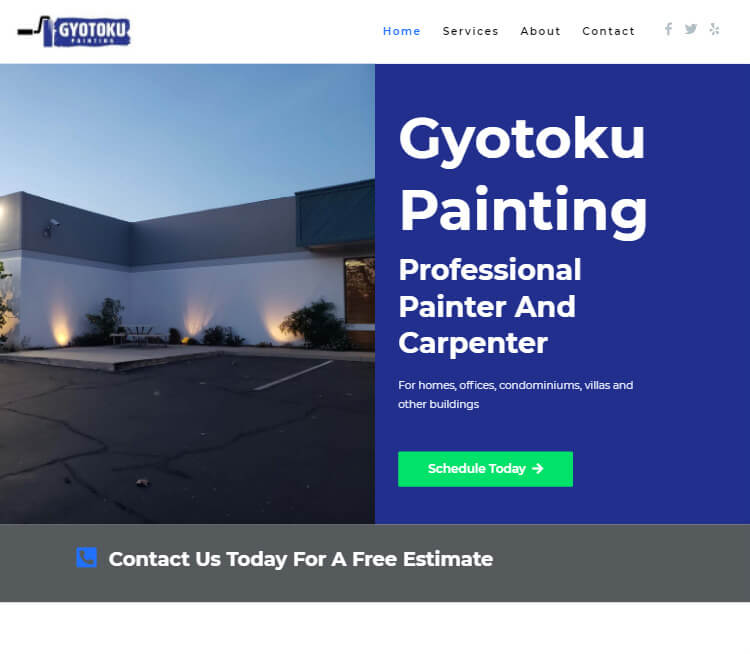 GYOTOKU
PAINTING
Home Services About Contact
Gyotoku
Painting
Professional
Painter And
Carpenter
For homes, offices, condominiums, villas and
other buildings
Schedule Today
Contact Us Today For A Free Estimate